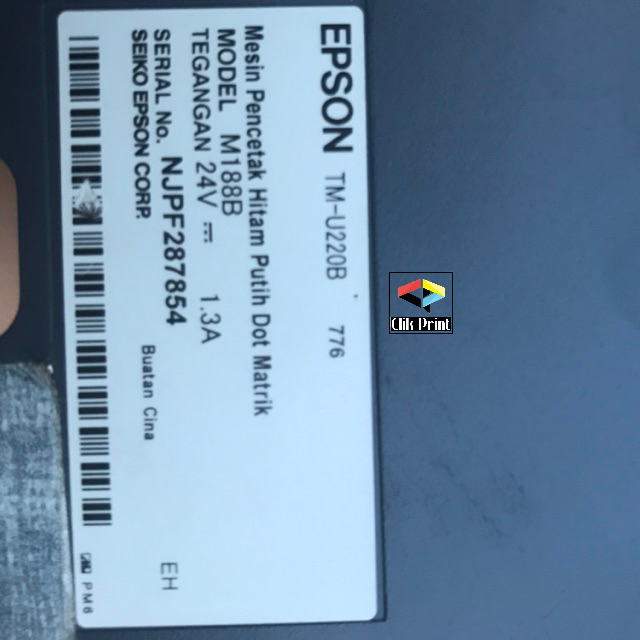 EPSON TM-U220B 776
Mesin Pencetak Hitam Putih Dot Matrik
MODEL M188B
TEGANGAN 24V ⎓ 1.3A
SERIAL No. NJPF287854
SEIKO EPSON CORP. Buatan Cina
EH
PM6
Clik Print